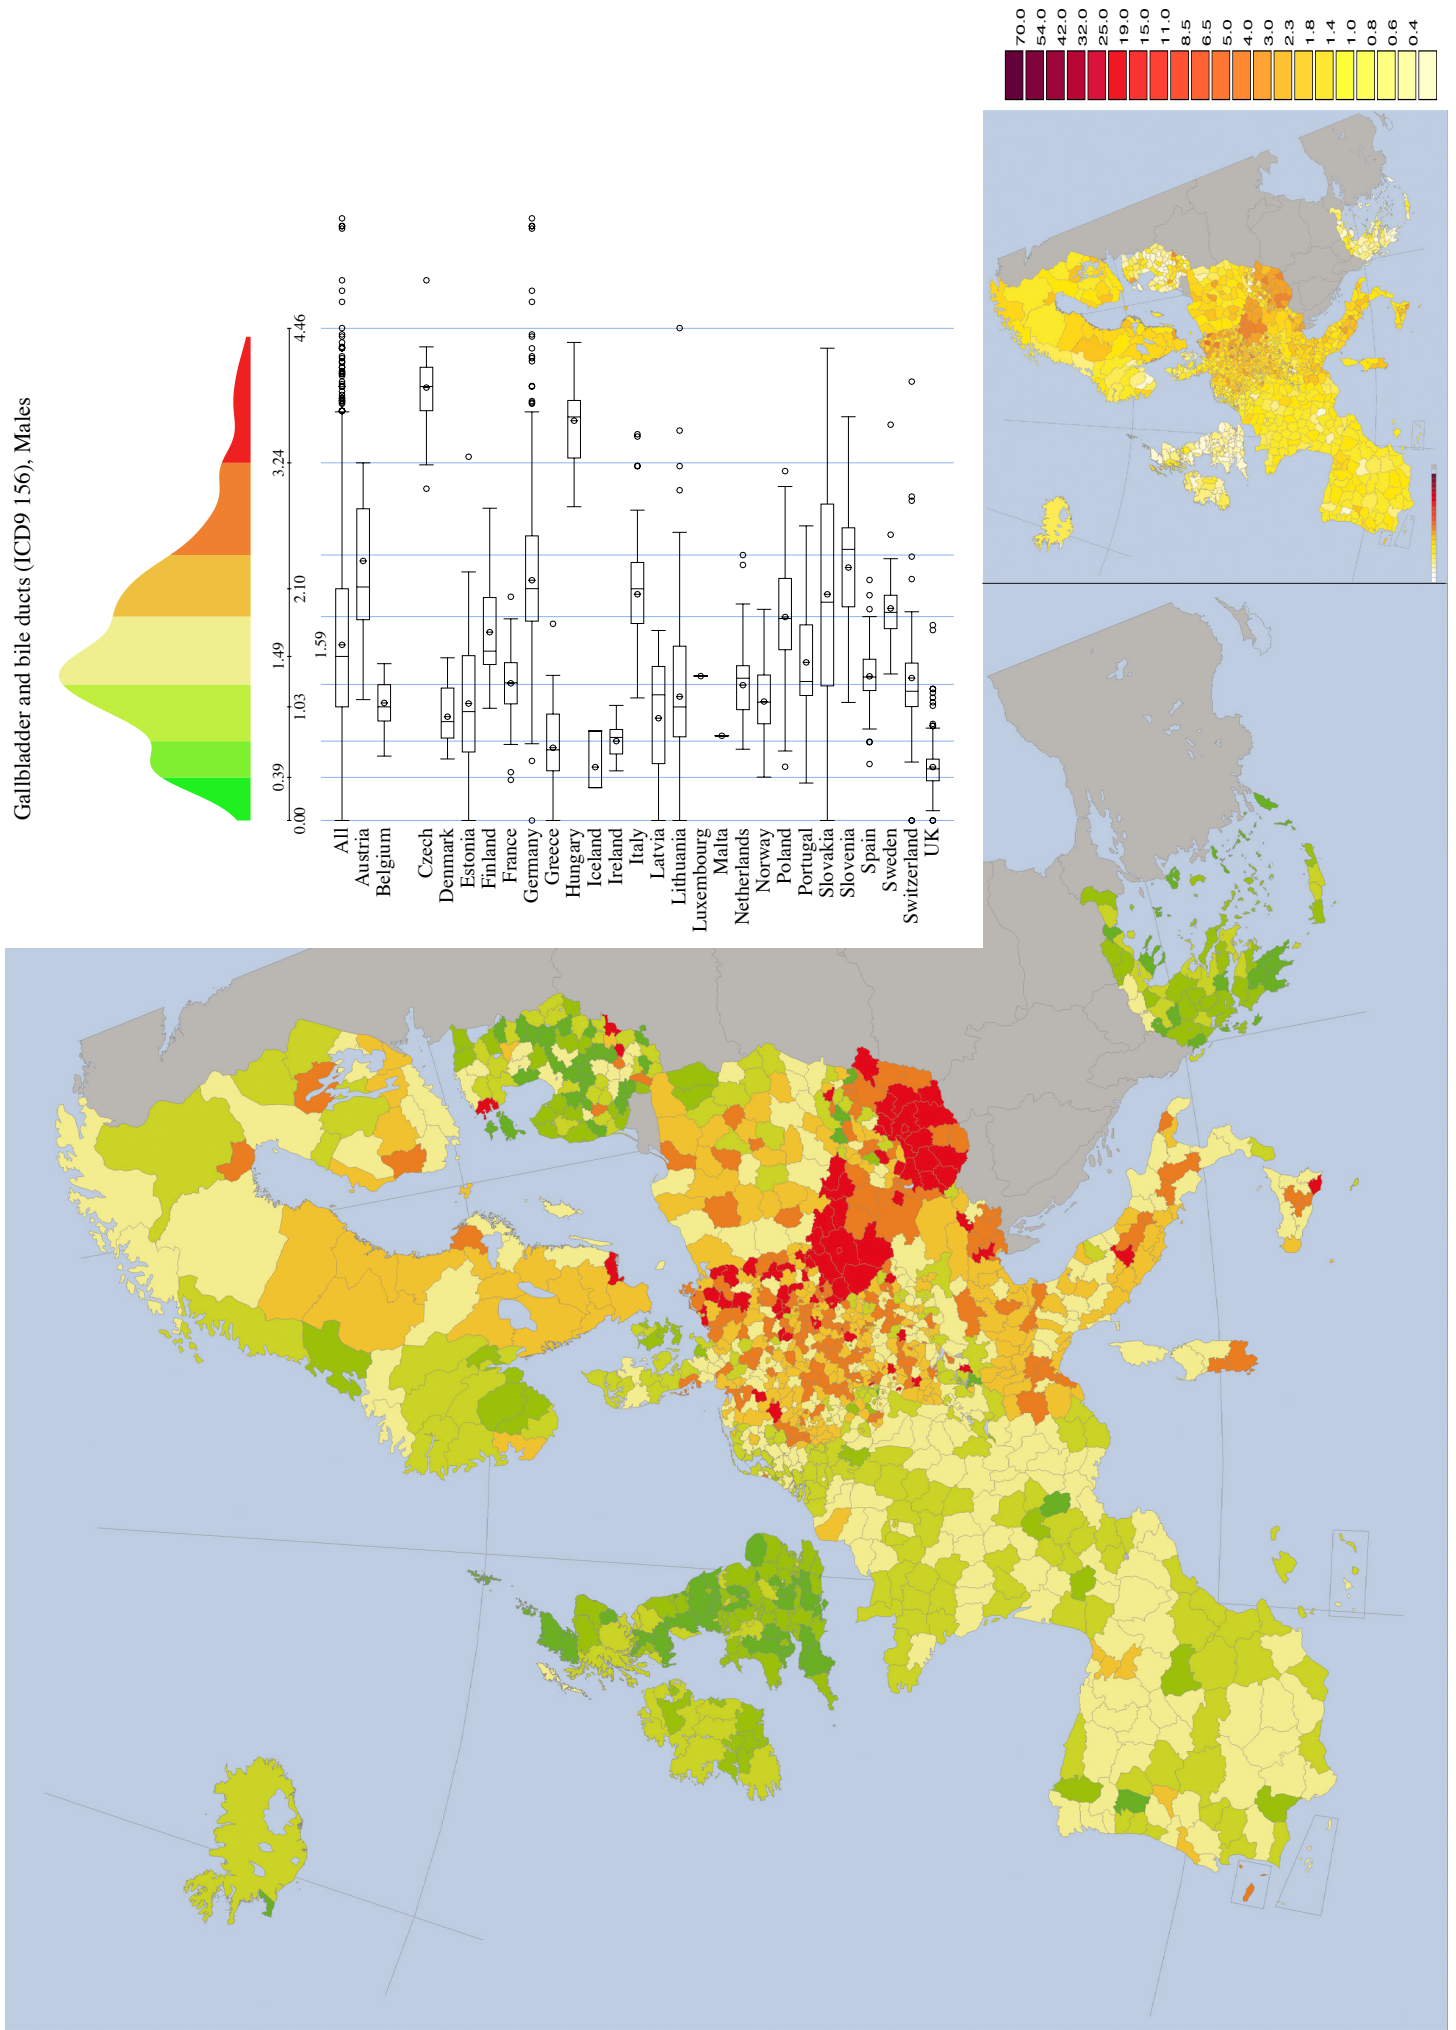 Gallbladder and bile ducts (ICD9 156), Males
0.00
0.39
1.03
1.49
2.10
3.24
4.46
1.59
All
Austria
Belgium
Czech
Denmark
Estonia
Finland
France
Germany
Greece
Hungary
Iceland
Ireland
Italy
Latvia
Lithuania
Luxembourg
Malta
Netherlands
Norway
Poland
Portugal
Slovakia
Slovenia
Spain
Sweden
Switzerland
UK
70.0
54.0
42.0
32.0
25.0
19.0
15.0
11.0
8.5
6.5
5.0
4.0
3.0
2.3
1.8
1.4
1.0
0.8
0.6
0.4